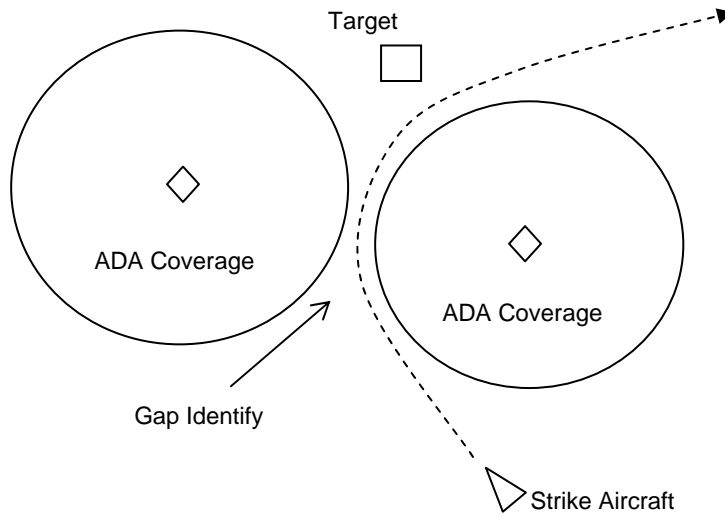 Target
ADA Coverage
ADA Coverage
Gap Identify
Strike Aircraft